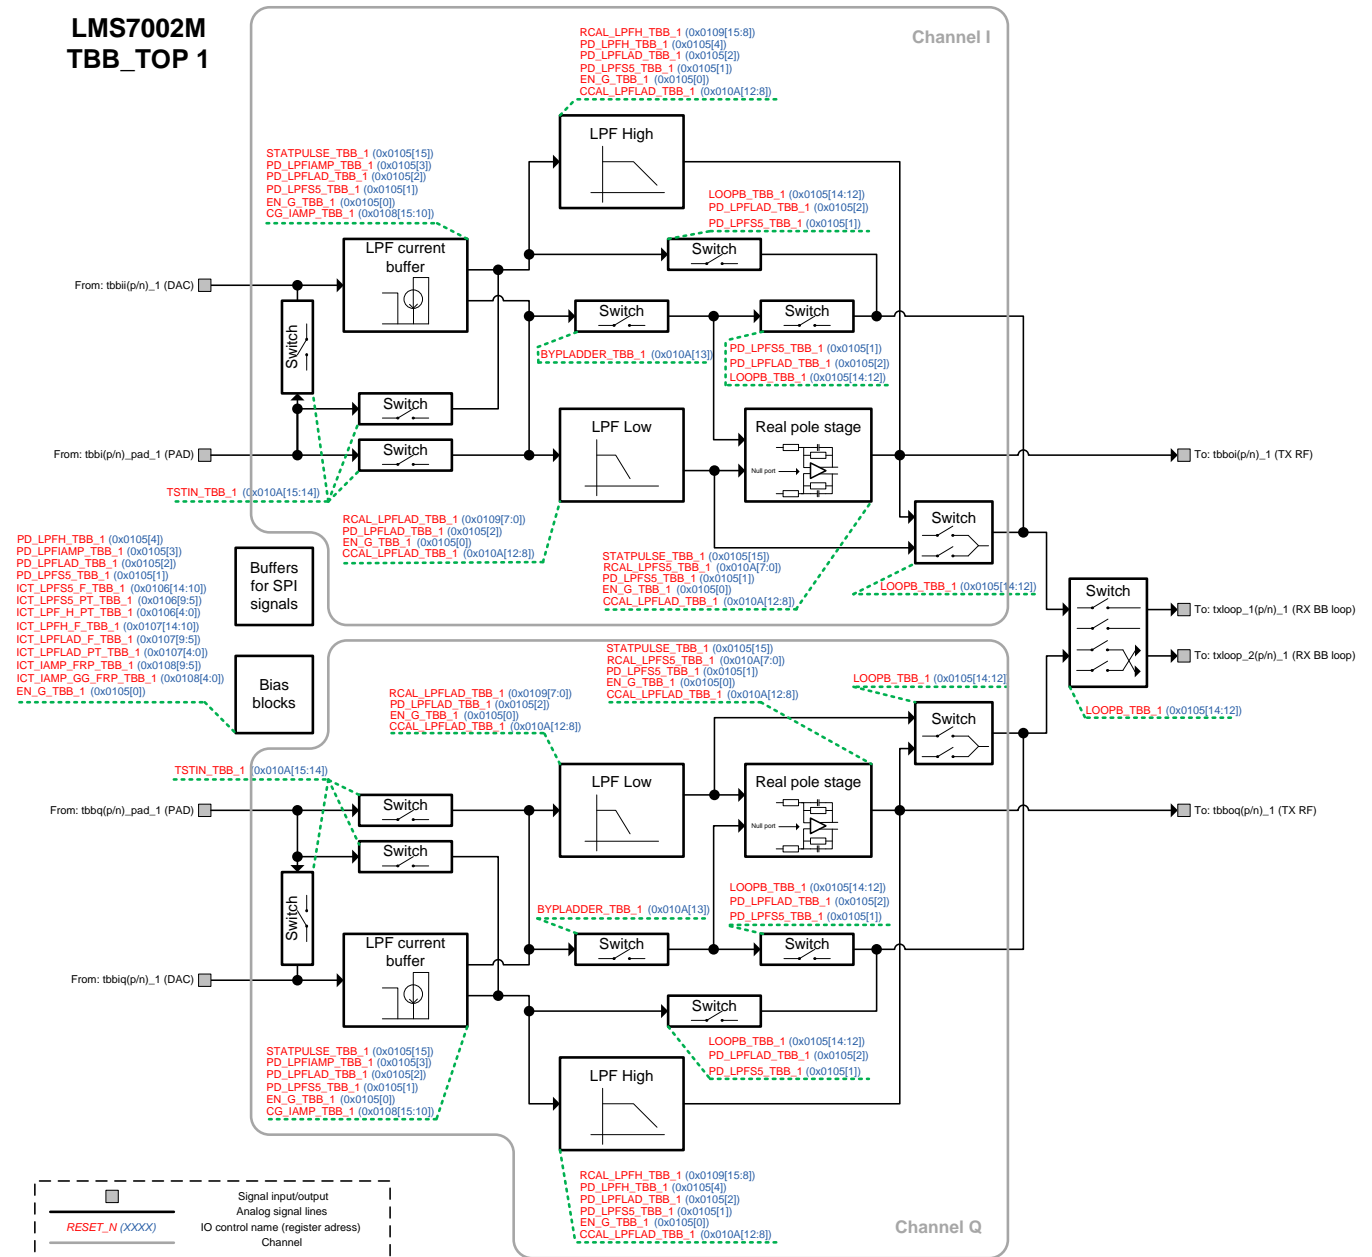 LMS7002M
TBB_TOP 1
Channel I
RCAL_LPFH_TBB_1 (0x0109[15:8])
PD_LPFH_TBB_1 (0x0105[4])
PD_LPFLAD_TBB_1 (0x0105[2])
PD_LPFS5_TBB_1 (0x0105[1])
EN_G_TBB_1 (0x0105[0])
CCAL_LPFLAD_TBB_1 (0x010A[12:8])
LPF High
STATPULSE_TBB_1 (0x0105[15])
PD_LPFIAMP_TBB_1 (0x0105[3])
PD_LPFLAD_TBB_1 (0x0105[2])
PD_LPFS5_TBB_1 (0x0105[1])
EN_G_TBB_1 (0x0105[0])
CG_IAMP_TBB_1 (0x0108[15:10])
LOOPB_TBB_1 (0x0105[14:12])
PD_LPFLAD_TBB_1 (0x0105[2])
PD_LPFS5_TBB_1 (0x0105[1])
LPF current
buffer
Switch
From: tbbii(p/n)_1 (DAC)
Switch
Switch
Switch
BYPLADDER_TBB_1 (0x010A[13])
PD_LPFS5_TBB_1 (0x0105[1])
PD_LPFLAD_TBB_1 (0x0105[2])
LOOPB_TBB_1 (0x0105[14:12])
Switch
Switch
LPF Low
Real pole stage
Null port
From: tbbi(p/n)_pad_1 (PAD)
To: tbboi(p/n)_1 (TX RF)
TSTIN_TBB_1 (0x010A[15:14])
RCAL_LPFLAD_TBB_1 (0x0109[7:0])
PD_LPFLAD_TBB_1 (0x0105[2])
EN_G_TBB_1 (0x0105[0])
CCAL_LPFLAD_TBB_1 (0x010A[12:8])
Switch
STATPULSE_TBB_1 (0x0105[15])
RCAL_LPFS5_TBB_1 (0x010A[7:0])
PD_LPFS5_TBB_1 (0x0105[1])
EN_G_TBB_1 (0x0105[0])
CCAL_LPFLAD_TBB_1 (0x010A[12:8])
LOOPB_TBB_1 (0x0105[14:12])
PD_LPFH_TBB_1 (0x0105[4])
PD_LPFIAMP_TBB_1 (0x0105[3])
PD_LPFLAD_TBB_1 (0x0105[2])
PD_LPFS5_TBB_1 (0x0105[1])
ICT_LPFS5_F_TBB_1 (0x0106[14:10])
ICT_LPFS5_PT_TBB_1 (0x0106[9:5])
ICT_LPF_H_PT_TBB_1 (0x0106[4:0])
ICT_LPFH_F_TBB_1 (0x0107[14:10])
ICT_LPFLAD_F_TBB_1 (0x0107[9:5])
ICT_LPFLAD_PT_TBB_1 (0x0107[4:0])
ICT_IAMP_FRP_TBB_1 (0x0108[9:5])
ICT_IAMP_GG_FRP_TBB_1 (0x0108[4:0])
EN_G_TBB_1 (0x0105[0])
Buffers
for SPI
signals
Bias
blocks
Switch
To: txloop_1(p/n)_1 (RX BB loop)
To: txloop_2(p/n)_1 (RX BB loop)
LOOPB_TBB_1 (0x0105[14:12])
STATPULSE_TBB_1 (0x0105[15])
RCAL_LPFS5_TBB_1 (0x010A[7:0])
PD_LPFS5_TBB_1 (0x0105[1])
EN_G_TBB_1 (0x0105[0])
CCAL_LPFLAD_TBB_1 (0x010A[12:8])
LOOPB_TBB_1 (0x0105[14:12]
RCAL_LPFLAD_TBB_1 (0x0109[7:0])
PD_LPFLAD_TBB_1 (0x0105[2])
EN_G_TBB_1 (0x0105[0])
CCAL_LPFLAD_TBB_1 (0x010A[12:8])
Switch
TSTIN_TBB_1 (0x010A[15:14])
LPF Low
Real pole stage
Null port
Switch
From: tbbq(p/n)_pad_1 (PAD)
To: tbboq(p/n)_1 (TX RF)
Switch
Switch
BYPLADDER_TBB_1 (0x010A[13])
LOOPB_TBB_1 (0x0105[14:12])
PD_LPFLAD_TBB_1 (0x0105[2])
PD_LPFS5_TBB_1 (0x0105[1])
LPF current
buffer
Switch
Switch
From: tbbiq(p/n)_1 (DAC)
Switch
LOOPB_TBB_1 (0x0105[14:12])
PD_LPFLAD_TBB_1 (0x0105[2])
PD_LPFS5_TBB_1 (0x0105[1])
STATPULSE_TBB_1 (0x0105[15])
PD_LPFIAMP_TBB_1 (0x0105[3])
PD_LPFLAD_TBB_1 (0x0105[2])
PD_LPFS5_TBB_1 (0x0105[1])
EN_G_TBB_1 (0x0105[0])
CG_IAMP_TBB_1 (0x0108[15:10])
LPF High
RCAL_LPFH_TBB_1 (0x0109[15:8])
PD_LPFH_TBB_1 (0x0105[4])
PD_LPFLAD_TBB_1 (0x0105[2])
PD_LPFS5_TBB_1 (0x0105[1])
EN_G_TBB_1 (0x0105[0])
CCAL_LPFLAD_TBB_1 (0x010A[12:8])
Channel Q
Signal input/output
Analog signal lines
RESET_N (XXXX) IO control name (register adress)
Channel